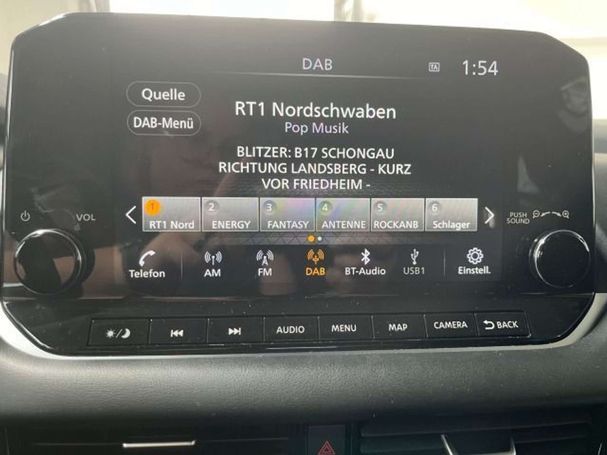 DAB
TA
1:54
Quelle
DAB-Menü
RT1 Nordschwaben
Pop Musik
BLITZER: B17 SCHONGAU
RICHTUNG LANDSBERG - KURZ
VOR FRIEDHEIM -
VOL
PUSH
SOUND
1 2 3 4 5 6
RT1 Nord ENERGY FANTASY ANTENNE ROCKANB Schlager
Telefon AM FM DAB BT-Audio USB1 Einstell.
AUDIO MENU MAP CAMERA BACK